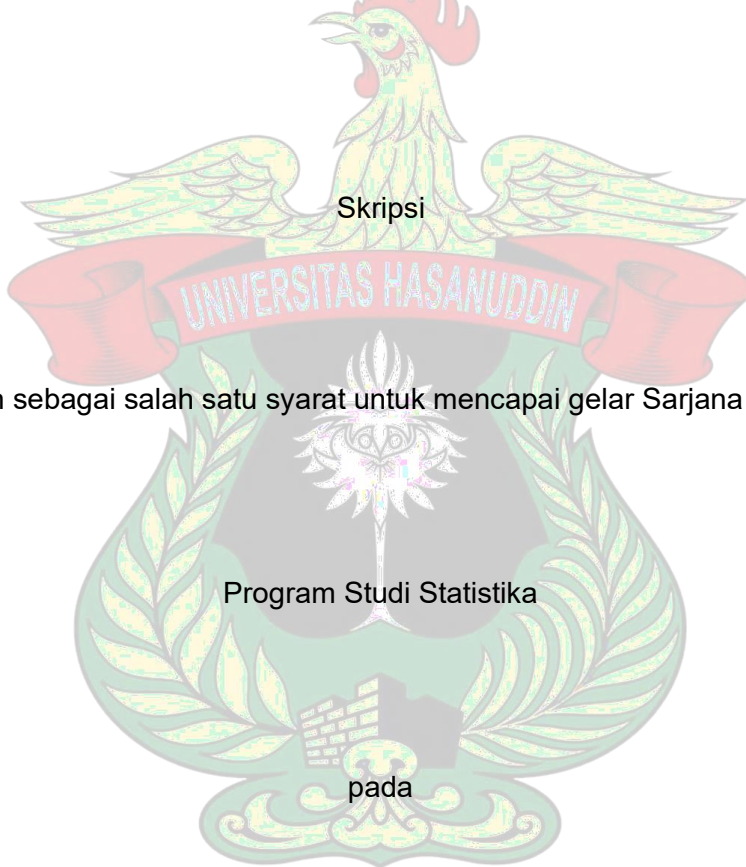 Skripsi
UNIVERSITAS HASANUDDIN
sebagai salah satu syarat untuk mencapai gelar Sarjana
Program Studi Statistika
pada